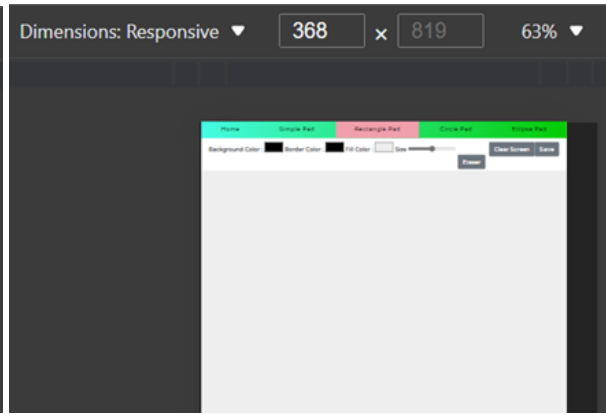 Dimensions: Responsive ▼ 368 × 819 63% ▼
Home Simple Pad Rectangle Pad Circle Pad Ellipse Pad
Background Color : Border Color : Fill Color : Size Clear Screen Save
Eraser